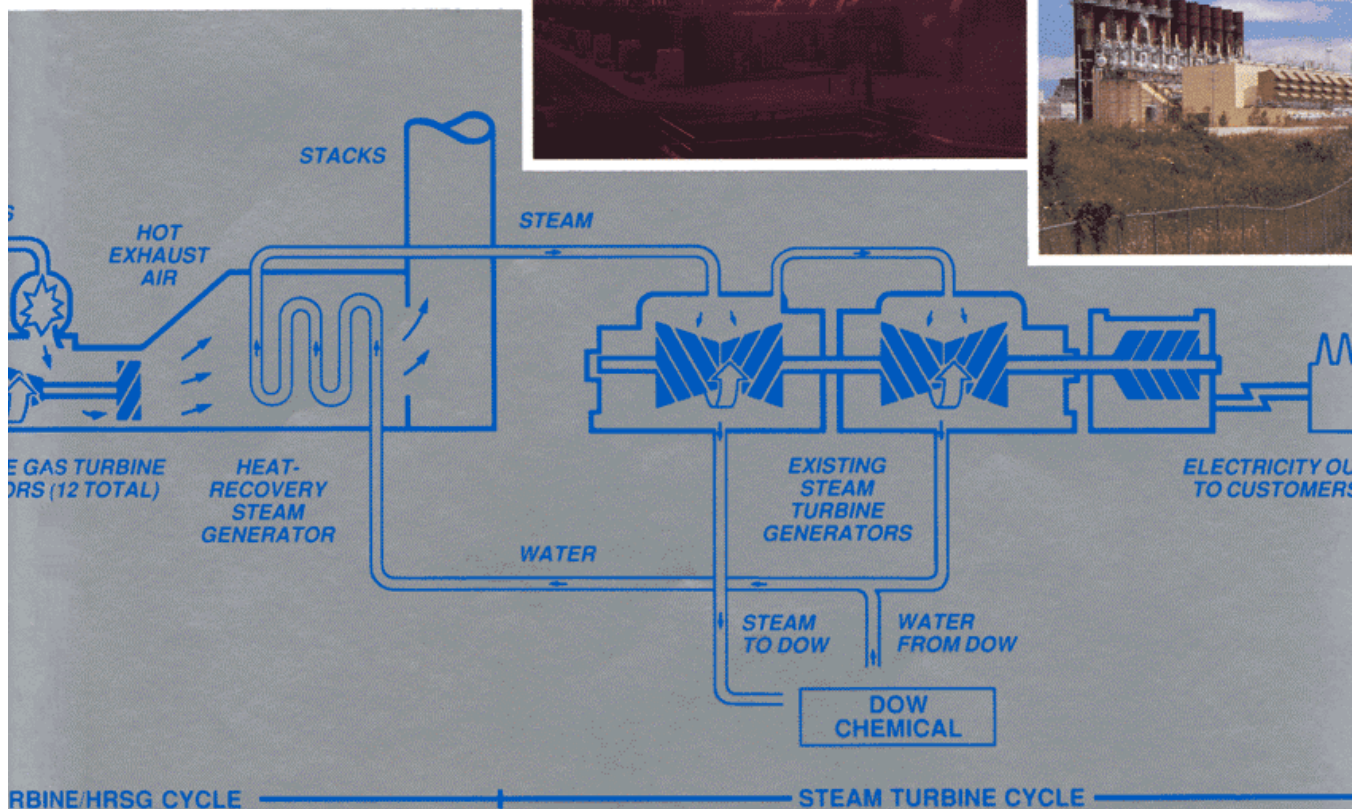 STACKS
HOT
EXHAUST
AIR
STEAM
E GAS TURBINE
ORS (12 TOTAL)
HEAT-
RECOVERY
STEAM
GENERATOR
EXISTING
STEAM
TURBINE
GENERATORS
ELECTRICITY OU
TO CUSTOMERS
WATER
STEAM
TO DOW
WATER
FROM DOW
DOW
CHEMICAL
RBINE/HRSG CYCLE
STEAM TURBINE CYCLE